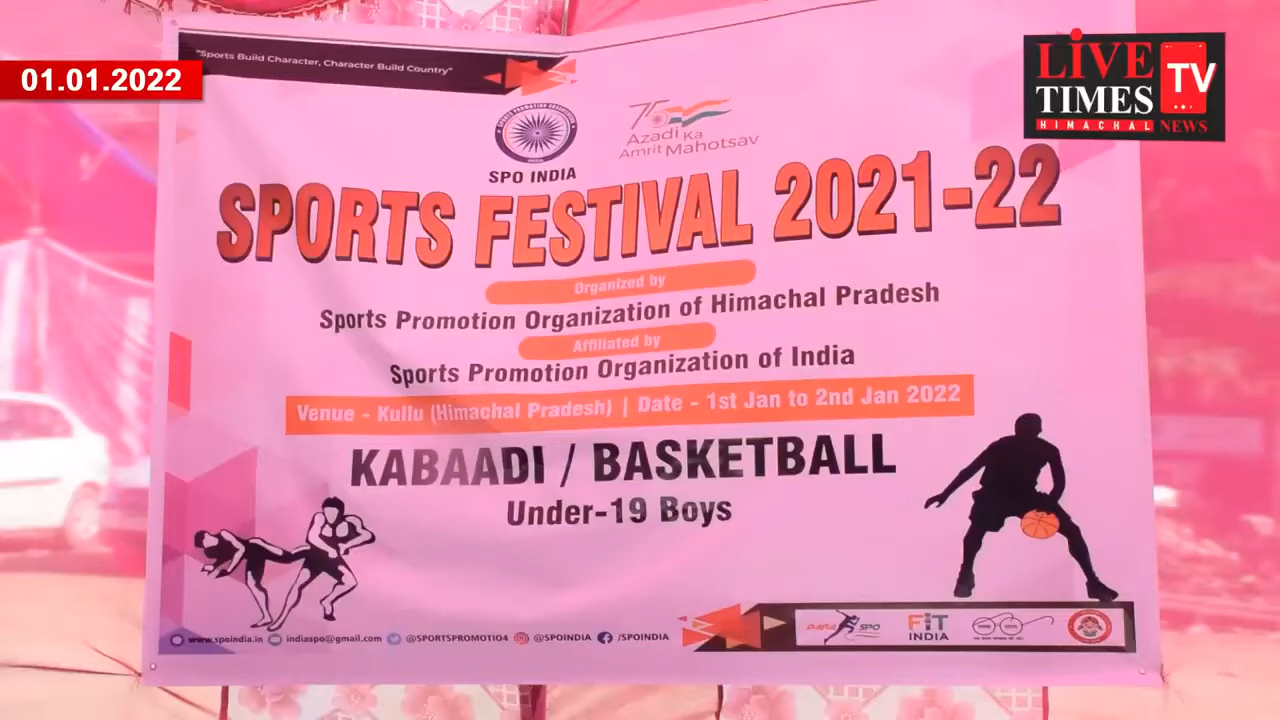 01.01.2022
LIVE
TIMES
TV
HIMACHAL NEWS
"Sports Build Character, Character Build Country"
SPO INDIA
75
Azadi Ka
Amrit Mahotsav
SPORTS FESTIVAL 2021-22
Organized by
Sports Promotion Organization of Himachal Pradesh
Affiliated by
Sports Promotion Organization of India
Venue - Kullu (Himachal Pradesh) | Date - 1st Jan to 2nd Jan 2022
KABAADI / BASKETBALL
Under-19 Boys
www.spoindia.in indiaspo@gmail.com @SPORTSPROMOTIO4 @SPOINDIA /SPOINDIA
SPO
FIT
INDIA